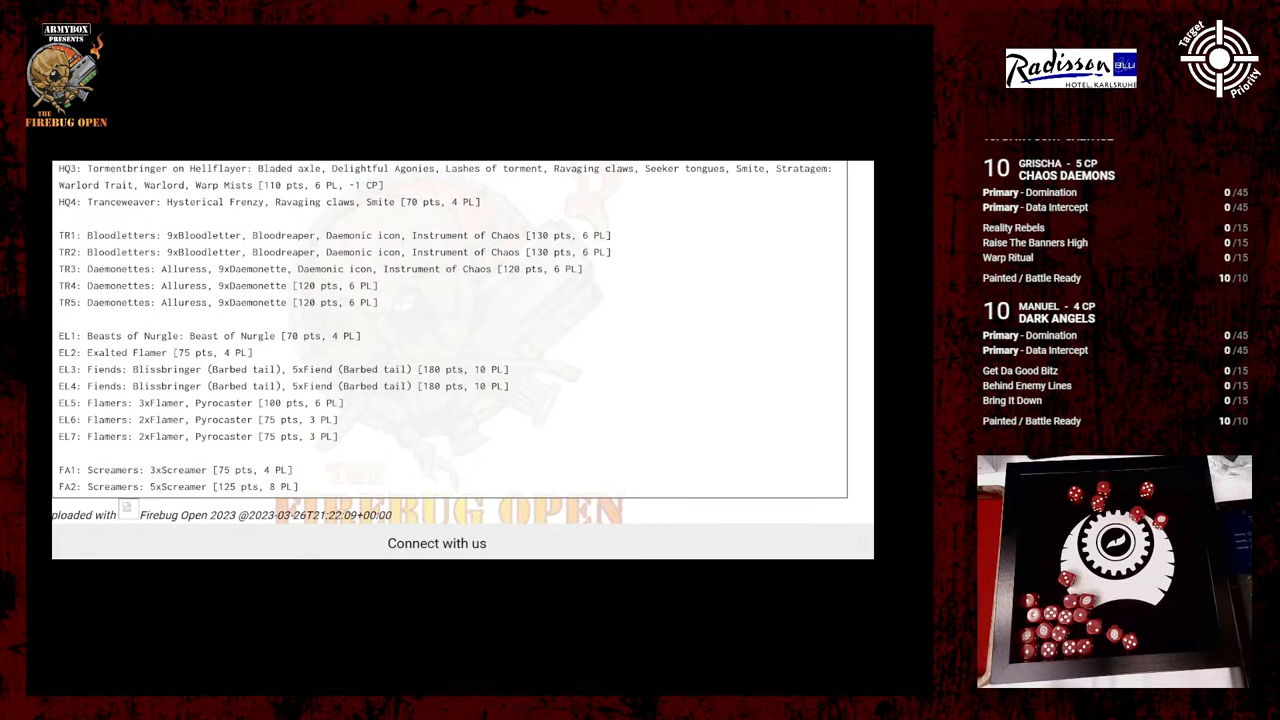 ARMYBOX
PRESENTS
THE
FIREBUG OPEN
HQ3: Tormentbringer on Hellflayer: Bladed axle, Delightful Agonies, Lashes of torment, Ravaging claws, Seeker tongues, Smite, Stratagem:
Warlord Trait, Warlord, Warp Mists [110 pts, 6 PL, -1 CP]
HQ4: Tranceweaver: Hysterical Frenzy, Ravaging claws, Smite [70 pts, 4 PL]
TR1: Bloodletters: 9xBloodletter, Bloodreaper, Daemonic icon, Instrument of Chaos [130 pts, 6 PL]
TR2: Bloodletters: 9xBloodletter, Bloodreaper, Daemonic icon, Instrument of Chaos [130 pts, 6 PL]
TR3: Daemonettes: Alluress, 9xDaemonette, Daemonic icon, Instrument of Chaos [120 pts, 6 PL]
TR4: Daemonettes: Alluress, 9xDaemonette [120 pts, 6 PL]
TR5: Daemonettes: Alluress, 9xDaemonette [120 pts, 6 PL]
EL1: Beasts of Nurgle: Beast of Nurgle [70 pts, 4 PL]
EL2: Exalted Flamer [75 pts, 4 PL]
EL3: Fiends: Blissbringer (Barbed tail), 5xFiend (Barbed tail) [180 pts, 10 PL]
EL4: Fiends: Blissbringer (Barbed tail), 5xFiend (Barbed tail) [180 pts, 10 PL]
EL5: Flamers: 3xFlamer, Pyrocaster [100 pts, 6 PL]
EL6: Flamers: 2xFlamer, Pyrocaster [75 pts, 3 PL]
EL7: Flamers: 2xFlamer, Pyrocaster [75 pts, 3 PL]
FA1: Screamers: 3xScreamer [75 pts, 4 PL]
FA2: Screamers: 5xScreamer [125 pts, 8 PL]
THE
FIREBUG OPEN
ploaded with Firebug Open 2023 @2023-03-26T21:22:09+00:00
Connect with us
Radisson BLU
HOTEL, KARLSRUHE
Target
Priority
10 GRISCHA - 5 CP
CHAOS DAEMONS
Primary - Domination 0/45
Primary - Data Intercept 0/45
Reality Rebels 0/15
Raise The Banners High 0/15
Warp Ritual 0/15
Painted / Battle Ready 10/10
10 MANUEL - 4 CP
DARK ANGELS
Primary - Domination 0/45
Primary - Data Intercept 0/45
Get Da Good Bitz 0/15
Behind Enemy Lines 0/15
Bring It Down 0/15
Painted / Battle Ready 10/10